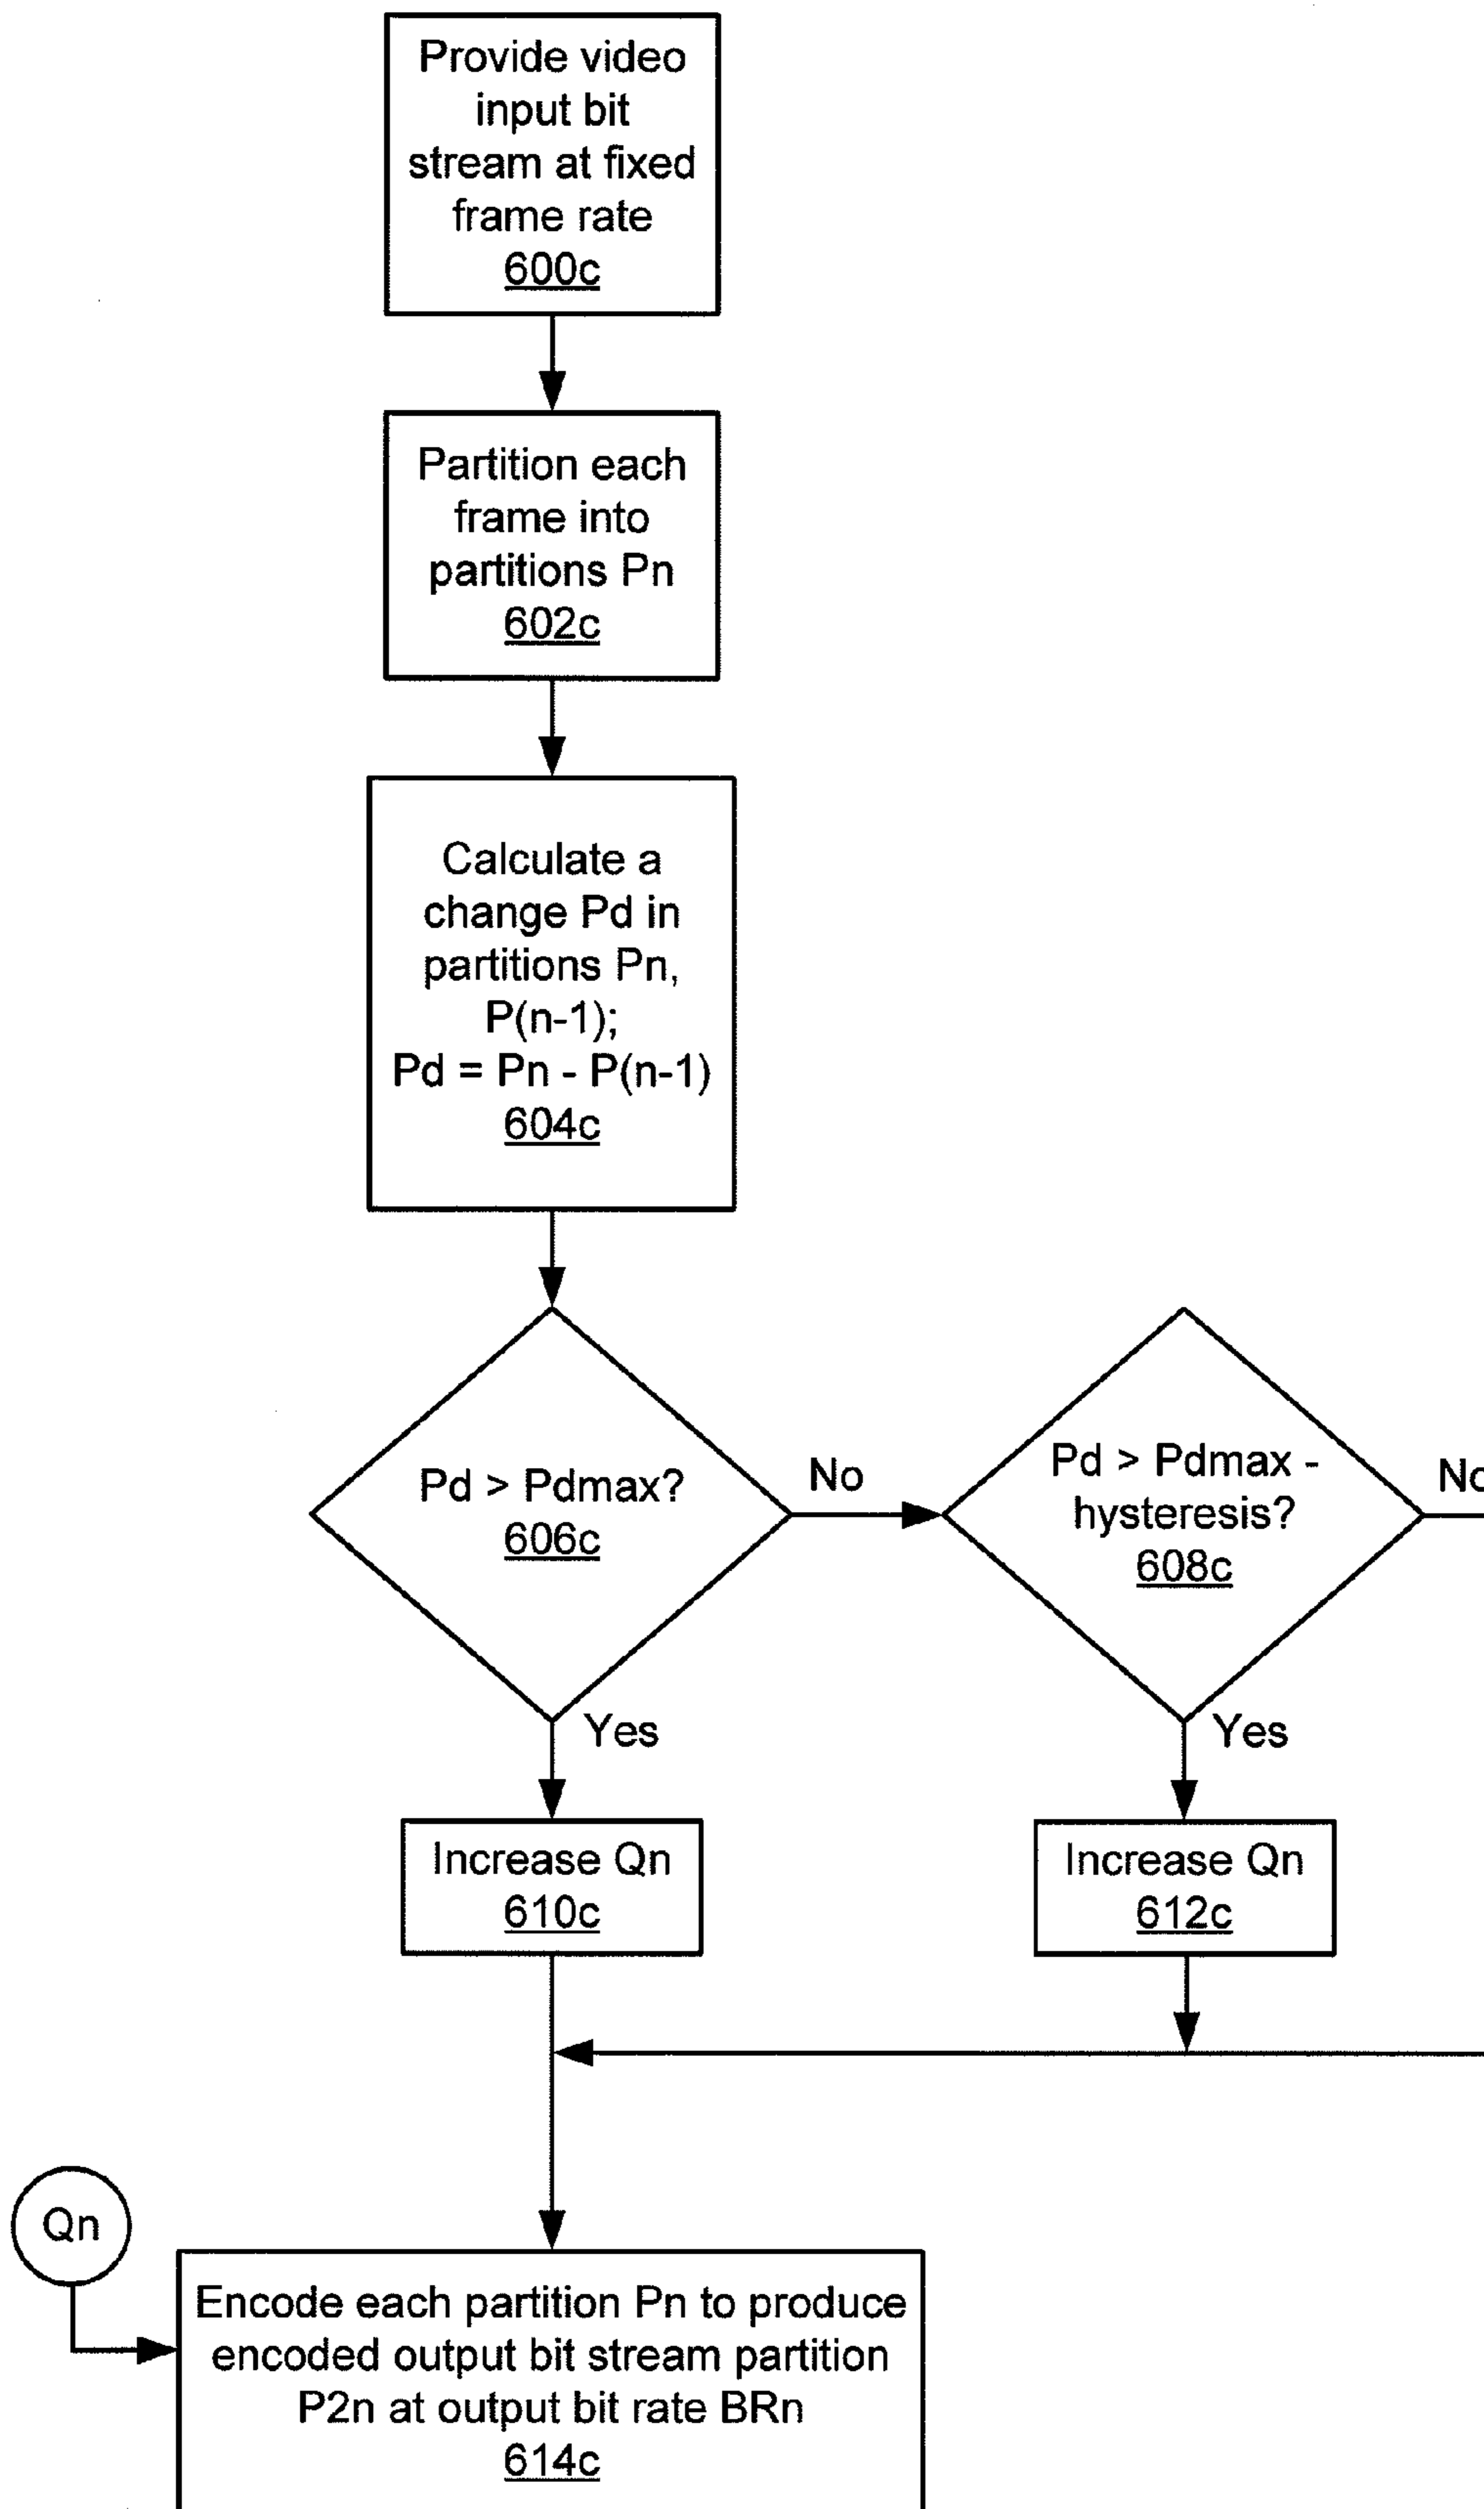 Provide video
input bit
stream at fixed
frame rate
600c
Partition each
frame into
partitions Pn
602c
Calculate a
change Pd in
partitions Pn,
P(n-1);
Pd = Pn - P(n-1)
604c
Pd > Pdmax?
606c
No
Pd > Pdmax -
hysteresis?
608c
No
Yes
Yes
Increase Qn
610c
Increase Qn
612c
Qn
Encode each partition Pn to produce
encoded output bit stream partition
P2n at output bit rate BRn
614c